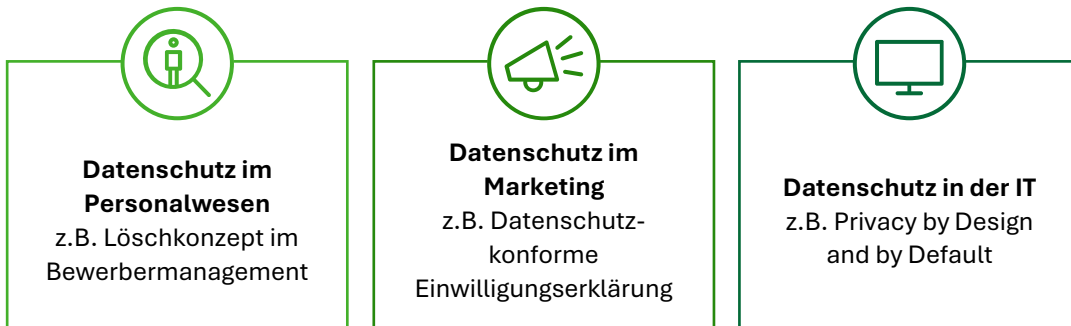 Datenschutz im
Personalwesen
z.B. Löschkonzept im
Bewerbermanagement
Datenschutz im
Marketing
z.B. Datenschutz-
konforme
Einwilligungserklärung
Datenschutz in der IT
z.B. Privacy by Design
and by Default